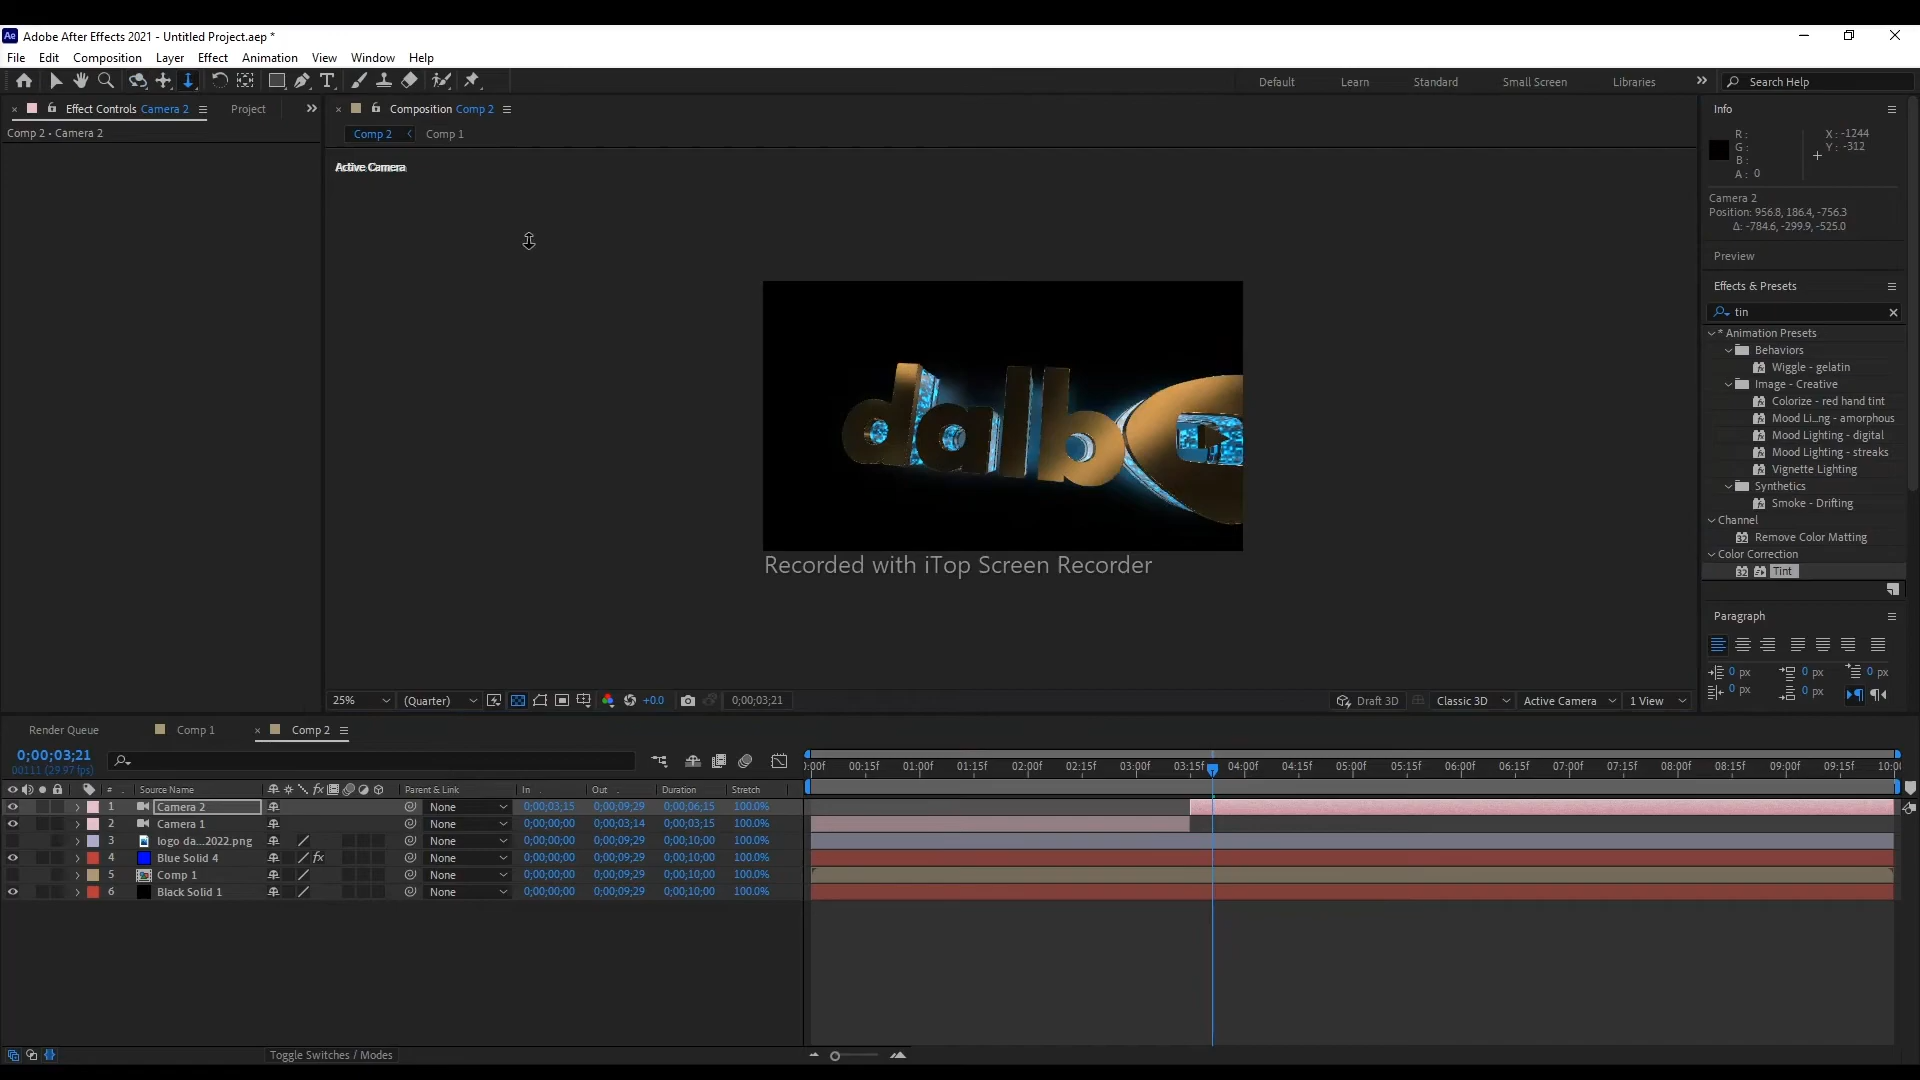 Adobe After Effects 2021 - Untitled Project.aep *
File Edit Composition Layer Effect Animation View Window Help
Default Learn Standard Small Screen Libraries Search Help
Effect Controls Camera 2 Project
Comp 2 • Camera 2
Composition Comp 2
Comp 2 Comp 1
Active Camera
dalb
Recorded with iTop Screen Recorder
25% (Quarter) +0.0 0;00;03;21 Draft 3D Classic 3D Active Camera 1 View
Info
R :
G :
B :
A : 0
X : -1244
Y : -312
Camera 2
Position: 956.8, 186.4, -756.3
Δ: -784.6, -299.9, -525.0
Preview
Effects & Presets
tin
* Animation Presets
Behaviors
Wiggle - gelatin
Image - Creative
Colorize - red hand tint
Mood Li...ng - amorphous
Mood Lighting - digital
Mood Lighting - streaks
Vignette Lighting
Synthetics
Smoke - Drifting
Channel
Remove Color Matting
Color Correction
32 Tint
Paragraph
0 px 0 px 0 px
0 px 0 px
Render Queue Comp 1 Comp 2
0;00;03;21
00111 (29.97 fps)
:00f 00:15f 01:00f 01:15f 02:00f 02:15f 03:00f 03:15f 04:00f 04:15f 05:00f 05:15f 06:00f 06:15f 07:00f 07:15f 08:00f 08:15f 09:00f 09:15f 10:0
# Source Name fx Parent & Link In Out Duration Stretch
1 Camera 2 None 0;00;03;15 0;00;09;29 0;00;06;15 100.0%
2 Camera 1 None 0;00;00;00 0;00;03;14 0;00;03;15 100.0%
3 logo da...2022.png None 0;00;00;00 0;00;09;29 0;00;10;00 100.0%
4 Blue Solid 4 fx None 0;00;00;00 0;00;09;29 0;00;10;00 100.0%
5 Comp 1 None 0;00;00;00 0;00;09;29 0;00;10;00 100.0%
6 Black Solid 1 None 0;00;00;00 0;00;09;29 0;00;10;00 100.0%
Toggle Switches / Modes